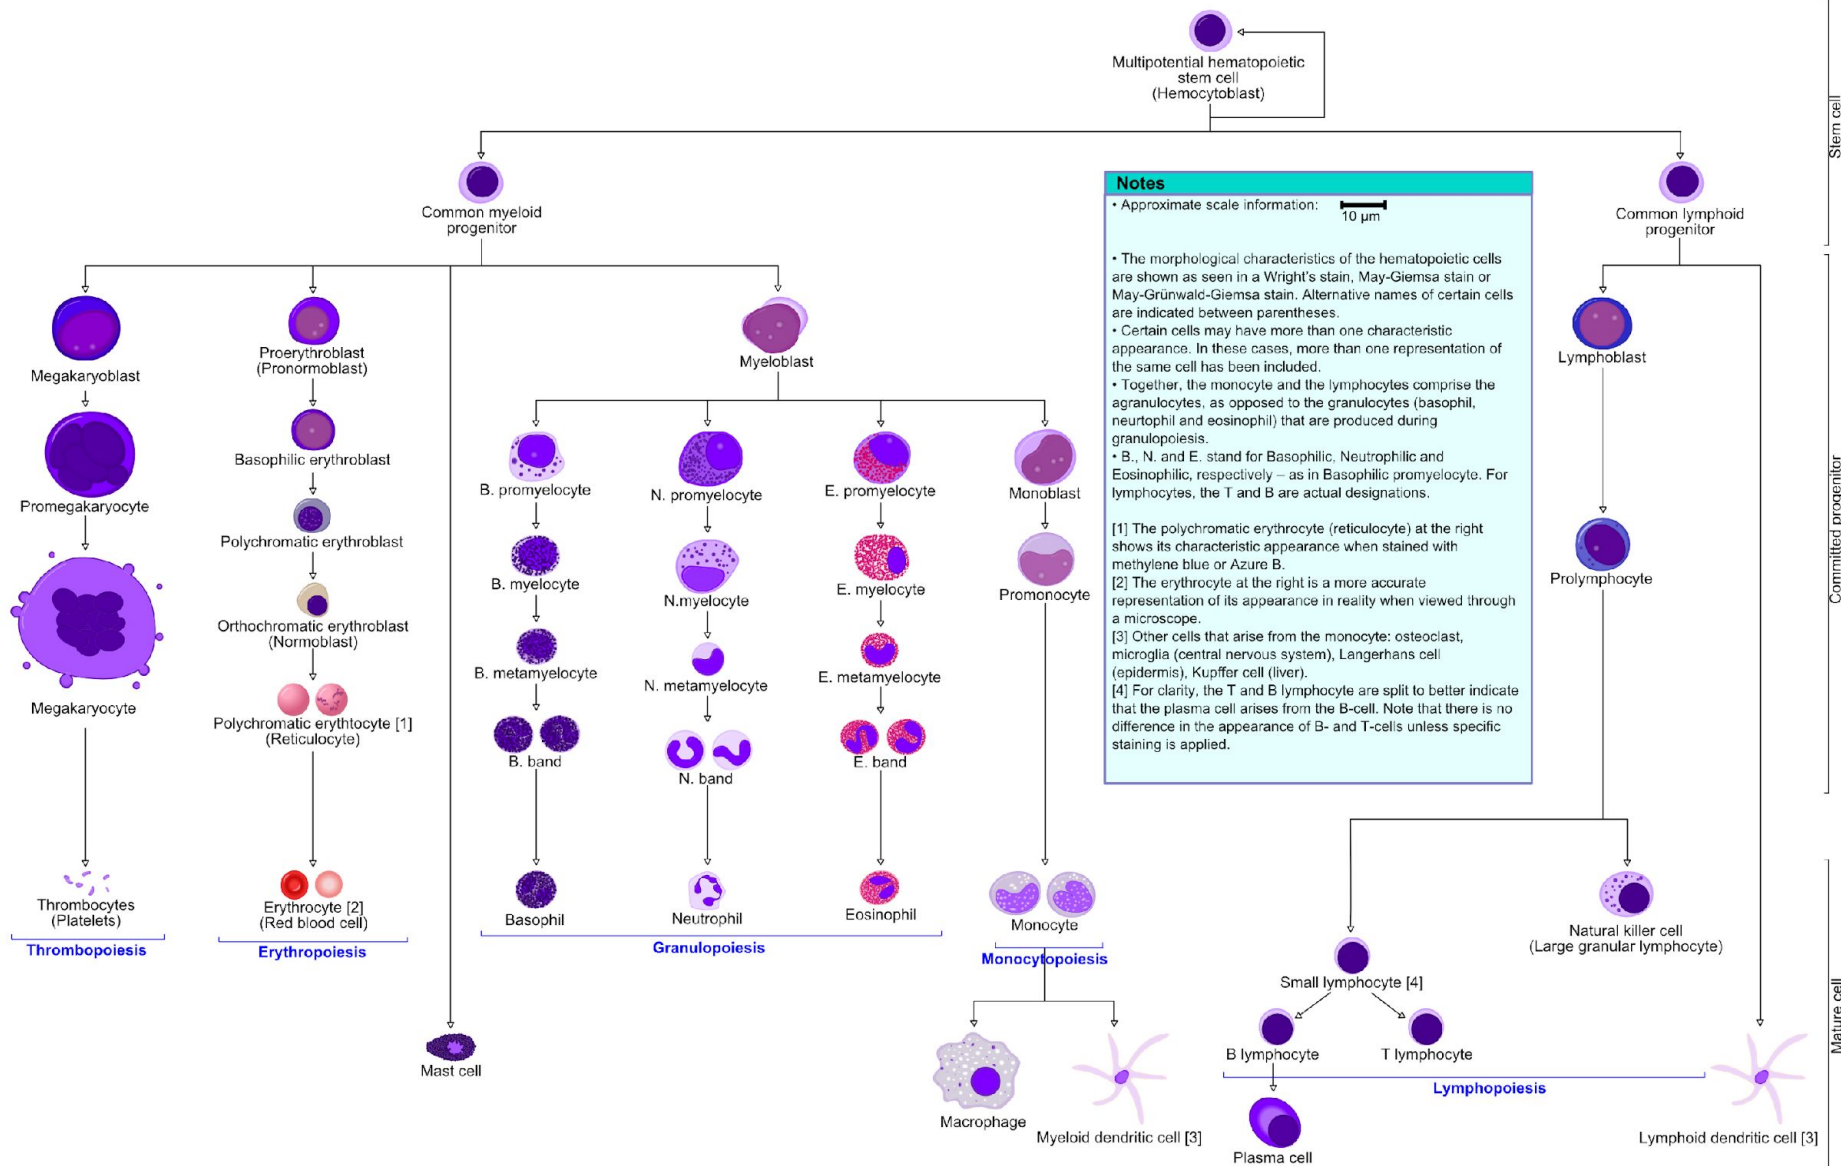 Multipotential hematopoietic
stem cell
(Hemocytoblast)
Stem cell
Common myeloid
progenitor
Common lymphoid
progenitor
Notes
• Approximate scale information:
10 µm
• The morphological characteristics of the hematopoietic cells
are shown as seen in a Wright's stain, May-Giemsa stain or
May-Grünwald-Giemsa stain. Alternative names of certain cells
are indicated between parentheses.
• Certain cells may have more than one characteristic
appearance. In these cases, more than one representation of
the same cell has been included.
• Together, the monocyte and the lymphocytes comprise the
agranulocytes, as opposed to the granulocytes (basophil,
neurtophil and eosinophil) that are produced during
granulopoiesis.
• B., N. and E. stand for Basophilic, Neutrophilic and
Eosinophilic, respectively – as in Basophilic promyelocyte. For
lymphocytes, the T and B are actual designations.
[1] The polychromatic erythrocyte (reticulocyte) at the right
shows its characteristic appearance when stained with
methylene blue or Azure B.
[2] The erythrocyte at the right is a more accurate
representation of its appearance in reality when viewed through
a microscope.
[3] Other cells that arise from the monocyte: osteoclast,
microglia (central nervous system), Langerhans cell
(epidermis), Kupffer cell (liver).
[4] For clarity, the T and B lymphocyte are split to better indicate
that the plasma cell arises from the B-cell. Note that there is no
difference in the appearance of B- and T-cells unless specific
staining is applied.
Megakaryoblast
Proerythroblast
(Pronormoblast)
Myeloblast
Lymphoblast
Committed progenitor
Promegakaryocyte
Basophilic erythroblast
B. promyelocyte
N. promyelocyte
E. promyelocyte
Monoblast
Polychromatic erythroblast
B. myelocyte
N.myelocyte
E. myelocyte
Promonocyte
Prolymphocyte
Orthochromatic erythroblast
(Normoblast)
B. metamyelocyte
N. metamyelocyte
E. metamyelocyte
Megakaryocyte
Polychromatic erythtocyte [1]
(Reticulocyte)
B. band
N. band
E. band
Thrombocytes
(Platelets)
Erythrocyte [2]
(Red blood cell)
Basophil
Neutrophil
Eosinophil
Monocyte
Natural killer cell
(Large granular lymphocyte)
Thrombopoiesis
Erythropoiesis
Granulopoiesis
Monocytopoiesis
Small lymphocyte [4]
Mature cell
B lymphocyte
T lymphocyte
Mast cell
Lymphopoiesis
Macrophage
Myeloid dendritic cell [3]
Plasma cell
Lymphoid dendritic cell [3]